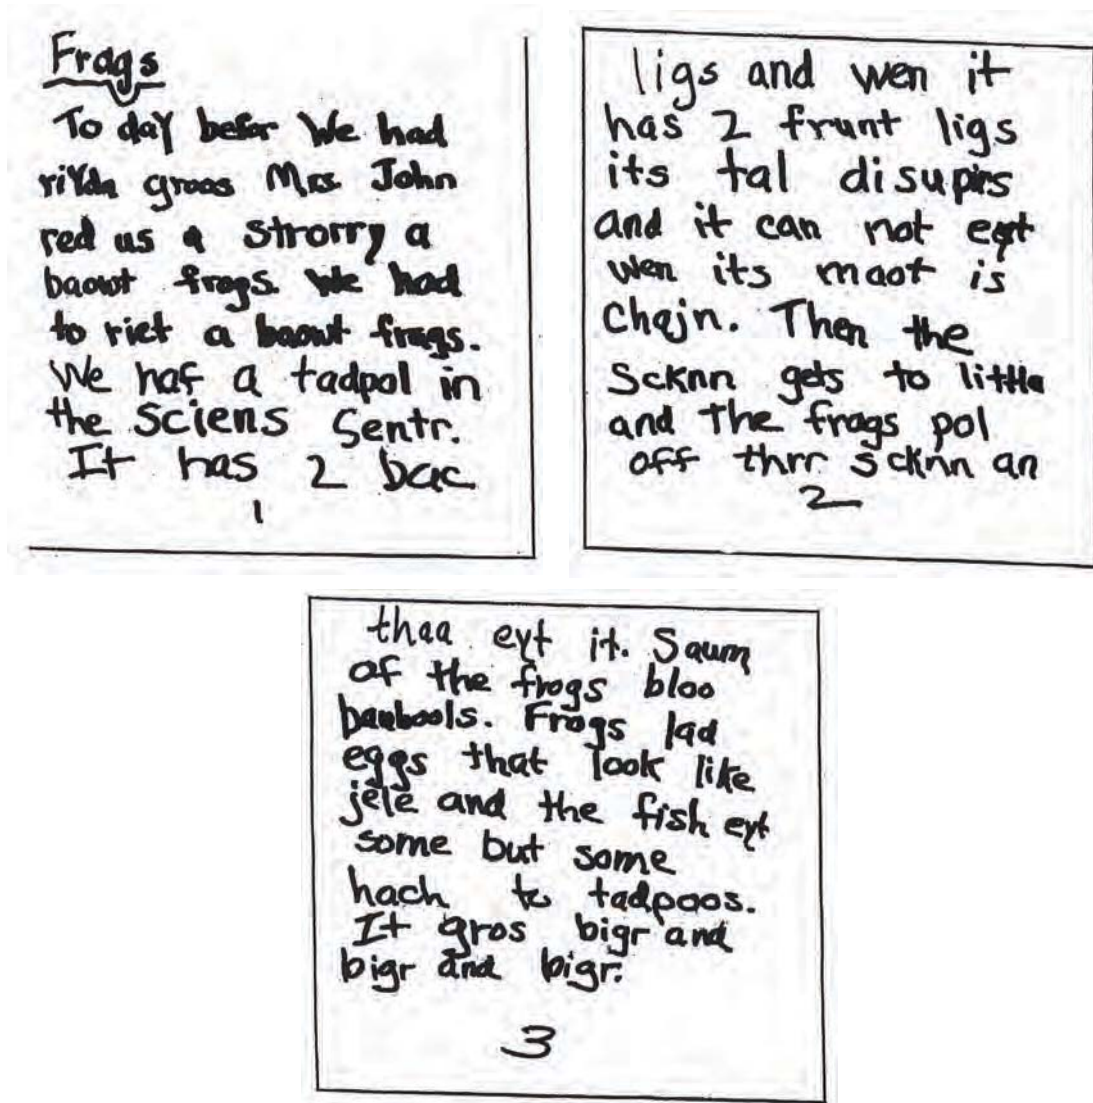 Frags
To day befor We had
riYda groos Mrs. John
red us a strorry a
baowt frogs. We had
to riet a baowt frags.
We haf a tadpol in
the sciens Sentr.
It has 2 bac
1
ligs and wen it
has 2 frunt ligs
its tal disupirs
and it can not eyt
wen its maot is
chajn. Then the
Scknn gets to little
and The frogs pol
off thrr scknn an
2
thaa eyt it. Saum
of the frogs bloo
baubools. Frogs lad
eggs that look like
jele and the fish eyt
some but some
hach to tadpoos.
It gros bigr and
bigr and bigr.
3